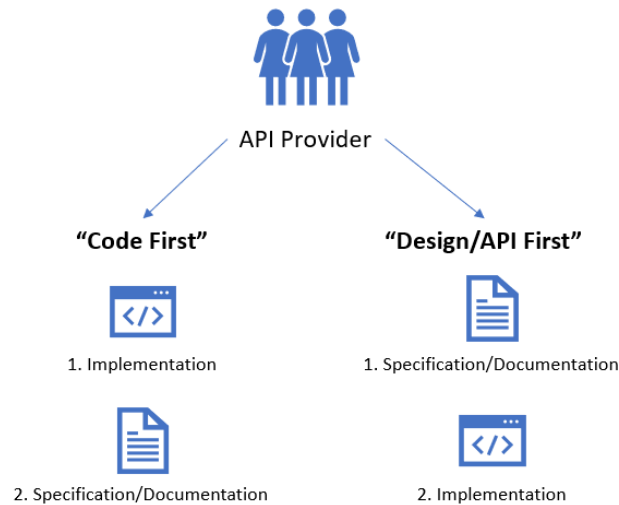 API Provider
“Code First”
</>
1. Implementation
2. Specification/Documentation
“Design/API First”
1. Specification/Documentation
</>
2. Implementation